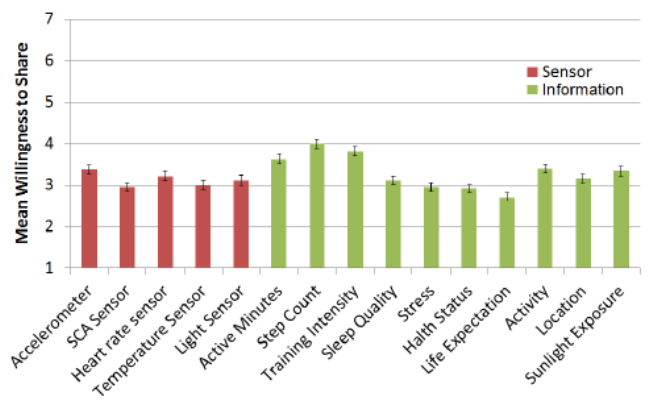 Mean Willingness to Share
7
6
5
4
3
2
1
Sensor
Information
Accelerometer
SCA Sensor
Heart rate sensor
Temperature Sensor
Light Sensor
Active Minutes
Step Count
Training Intensity
Sleep Quality
Stress
Halth Status
Life Expectation
Activity
Location
Sunlight Exposure